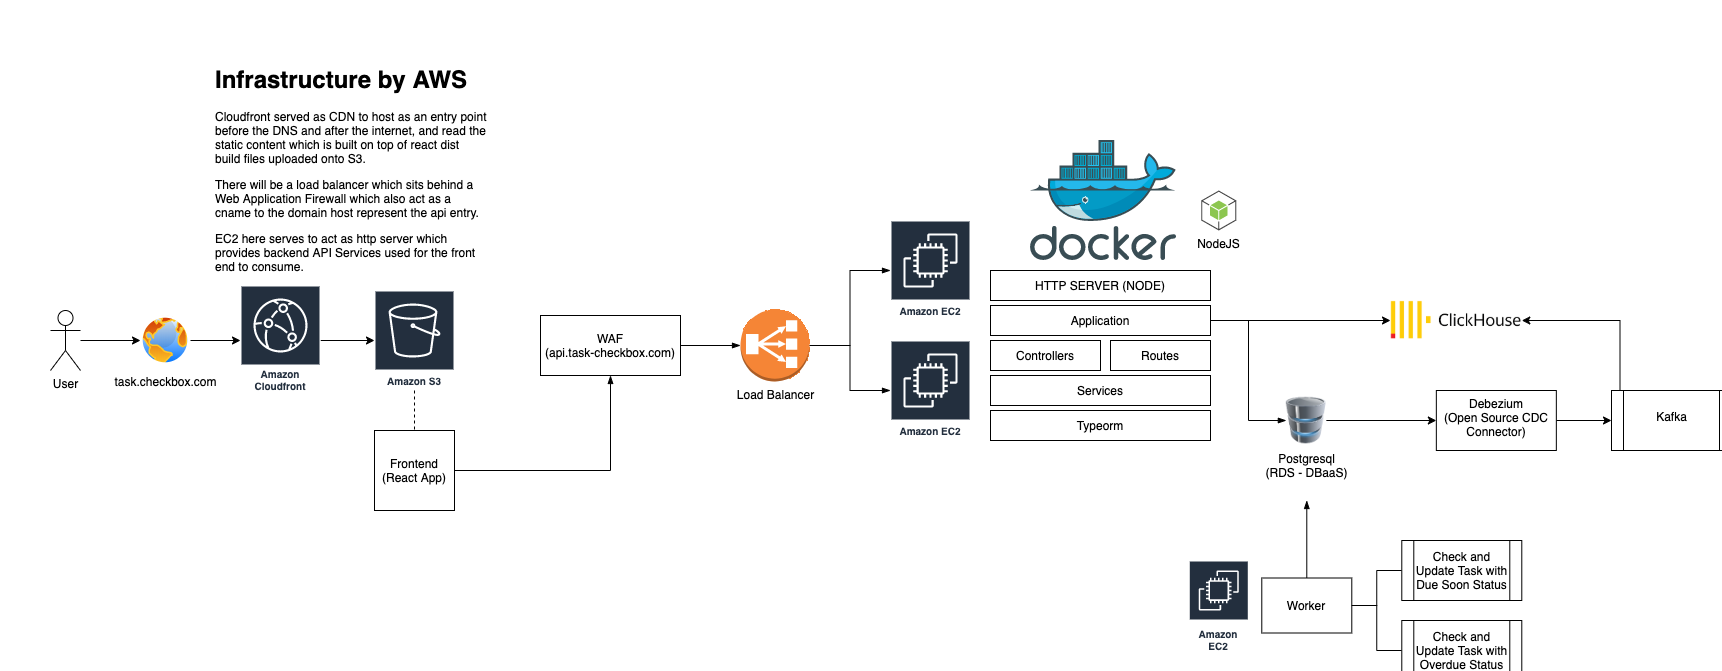 Infrastructure by AWS
Cloudfront served as CDN to host as an entry point
before the DNS and after the internet, and read the
static content which is built on top of react dist
build files uploaded onto S3.
There will be a load balancer which sits behind a
Web Application Firewall which also act as a
cname to the domain host represent the api entry.
EC2 here serves to act as http server which
provides backend API Services used for the front
end to consume.
User
task.checkbox.com
Amazon
Cloudfront
Amazon S3
Frontend
(React App)
WAF
(api.task-checkbox.com)
Load Balancer
Amazon EC2
Amazon EC2
docker
NodeJS
HTTP SERVER (NODE)
Application
Controllers
Routes
Services
Typeorm
ClickHouse
Postgresql
(RDS - DBaaS)
Debezium
(Open Source CDC
Connector)
Kafka
Amazon
EC2
Worker
Check and
Update Task with
Due Soon Status
Check and
Update Task with
Overdue Status